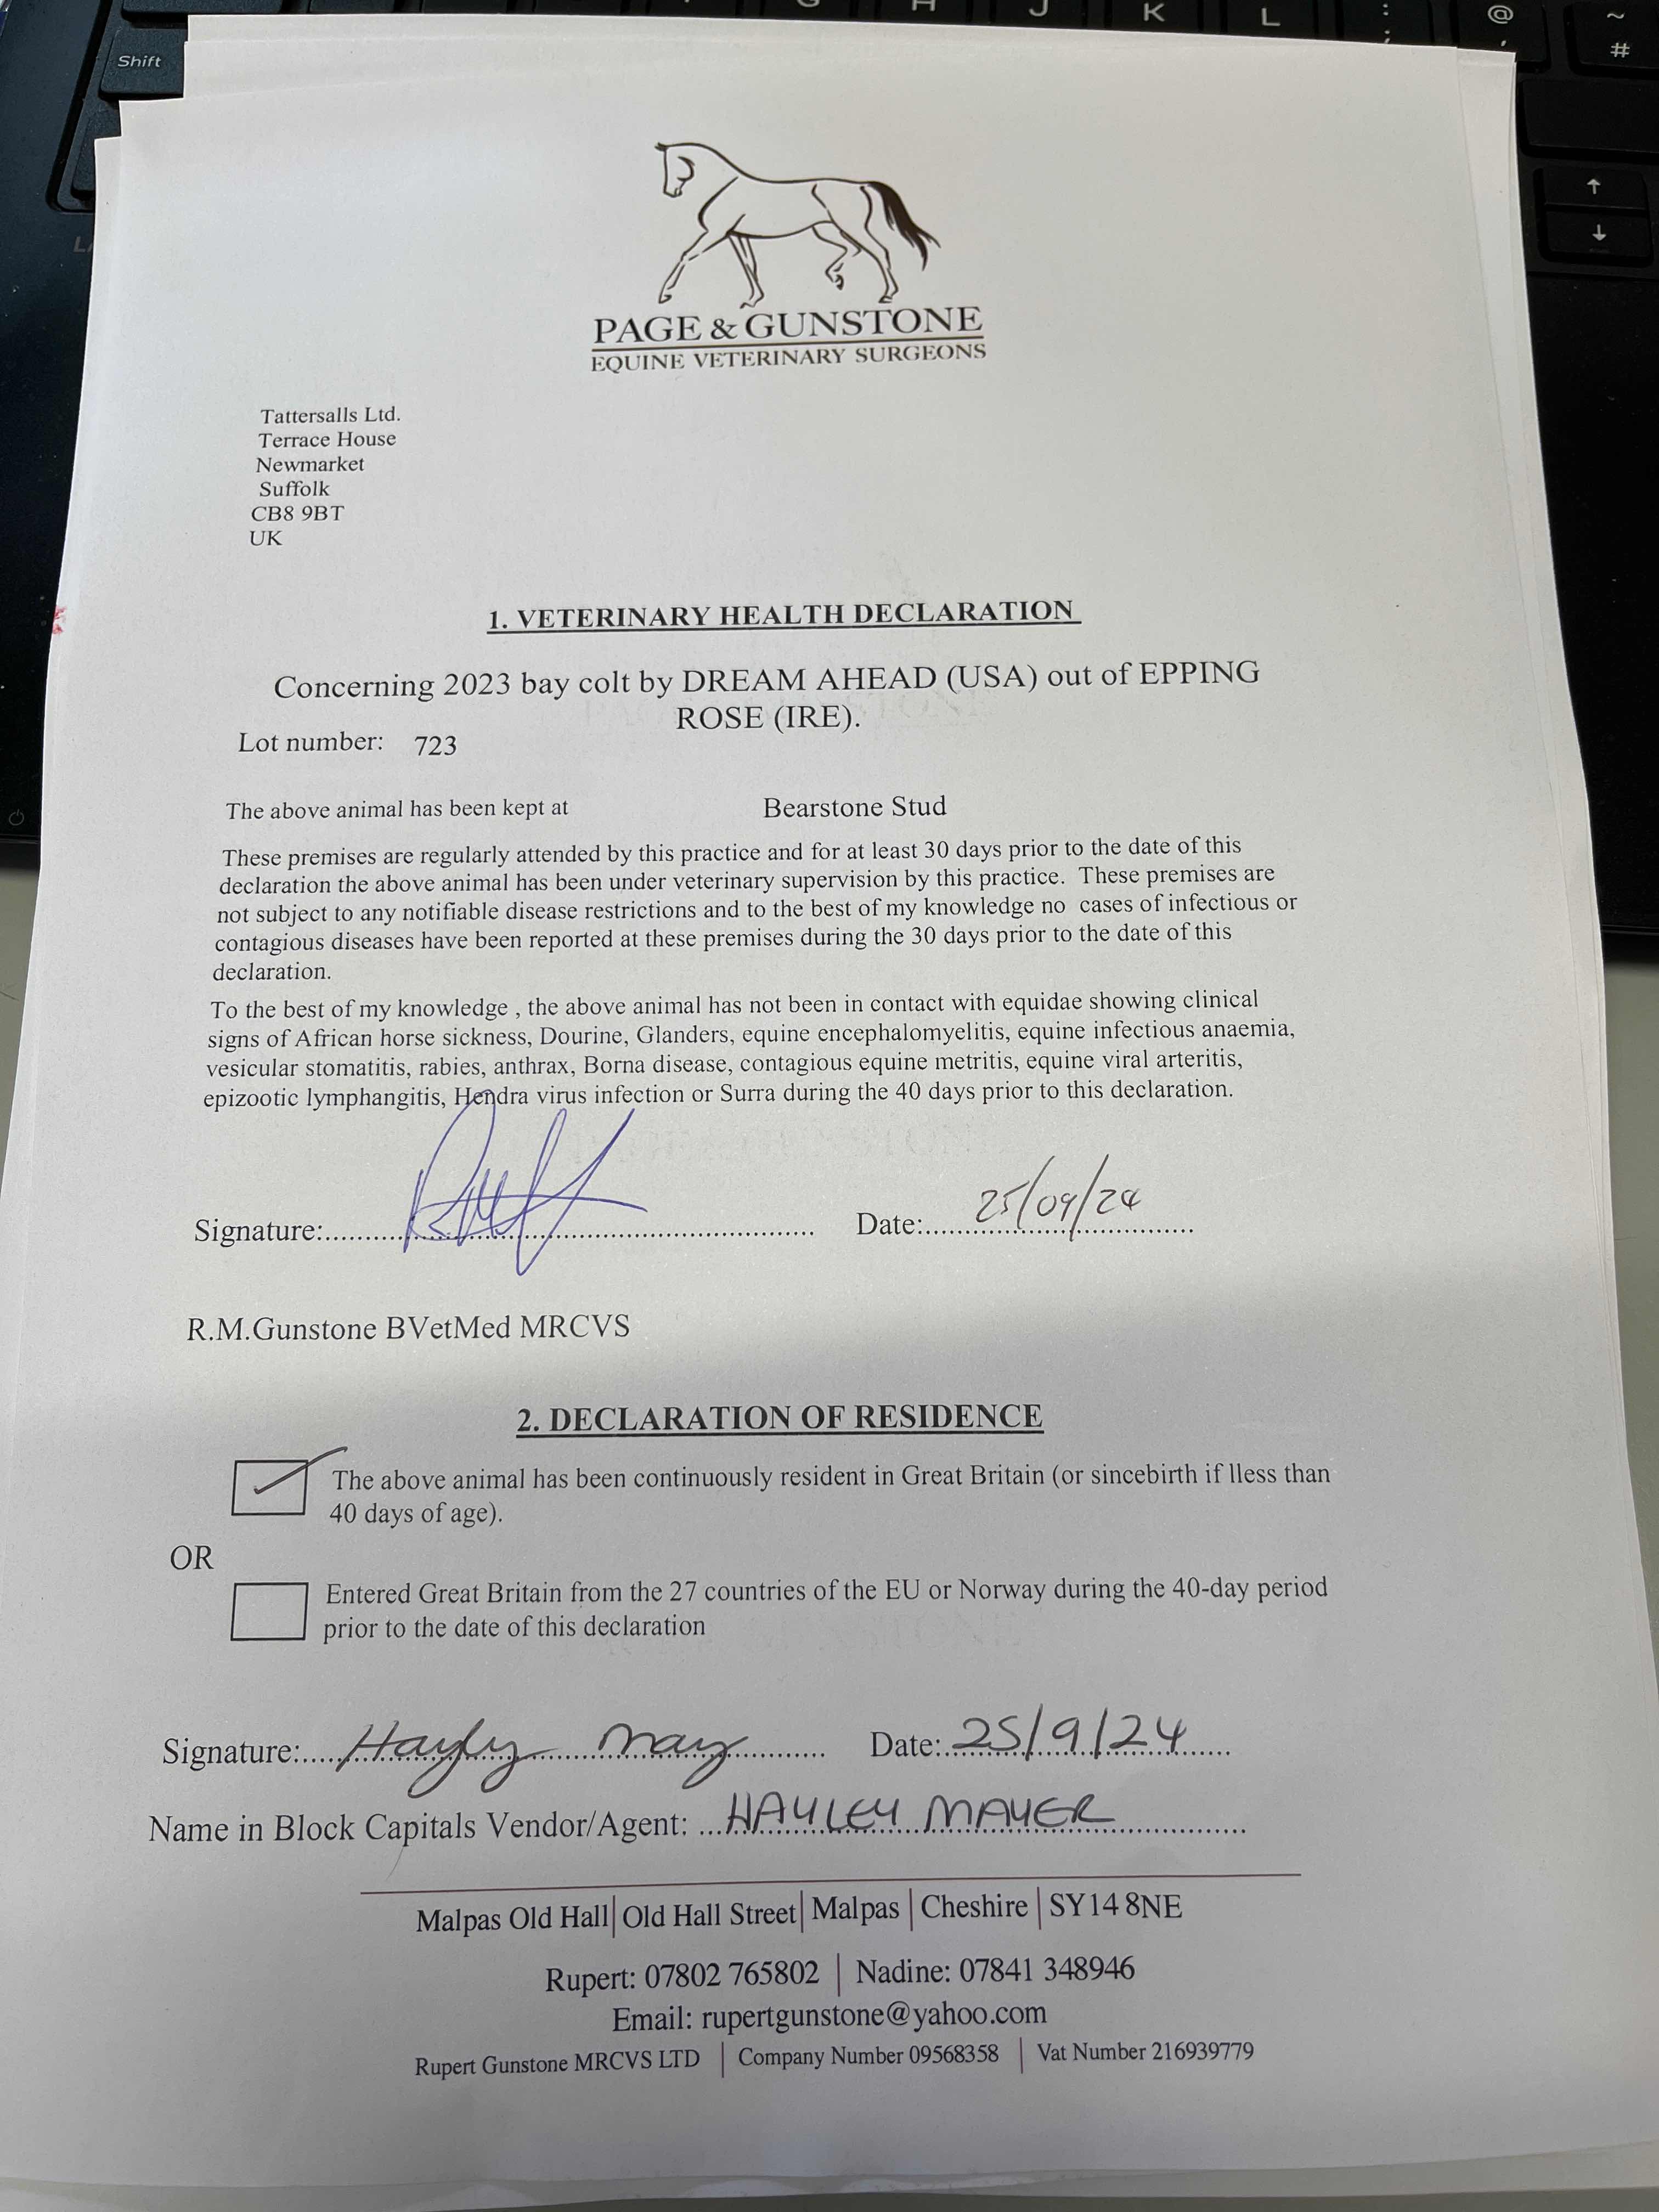 Shift
G H J K L : ; @ ' ~ #
↑
↓
PAGE & GUNSTONE
EQUINE VETERINARY SURGEONS
Tattersalls Ltd.
Terrace House
Newmarket
Suffolk
CB8 9BT
UK
1. VETERINARY HEALTH DECLARATION
Concerning 2023 bay colt by DREAM AHEAD (USA) out of EPPING
ROSE (IRE).
Lot number: 723
The above animal has been kept at Bearstone Stud
These premises are regularly attended by this practice and for at least 30 days prior to the date of this
declaration the above animal has been under veterinary supervision by this practice. These premises are
not subject to any notifiable disease restrictions and to the best of my knowledge no cases of infectious or
contagious diseases have been reported at these premises during the 30 days prior to the date of this
declaration.
To the best of my knowledge , the above animal has not been in contact with equidae showing clinical
signs of African horse sickness, Dourine, Glanders, equine encephalomyelitis, equine infectious anaemia,
vesicular stomatitis, rabies, anthrax, Borna disease, contagious equine metritis, equine viral arteritis,
epizootic lymphangitis, Hendra virus infection or Surra during the 40 days prior to this declaration.
Signature: Date: 25/09/24
R.M.Gunstone BVetMed MRCVS
2. DECLARATION OF RESIDENCE
The above animal has been continuously resident in Great Britain (or sincebirth if lless than
40 days of age).
OR
Entered Great Britain from the 27 countries of the EU or Norway during the 40-day period
prior to the date of this declaration
Signature: Hayley May Date: 25/9/24
Name in Block Capitals Vendor/Agent: HAYLEY MAYER
Malpas Old Hall | Old Hall Street | Malpas | Cheshire | SY14 8NE
Rupert: 07802 765802 | Nadine: 07841 348946
Email: rupertgunstone@yahoo.com
Rupert Gunstone MRCVS LTD | Company Number 09568358 | Vat Number 216939779